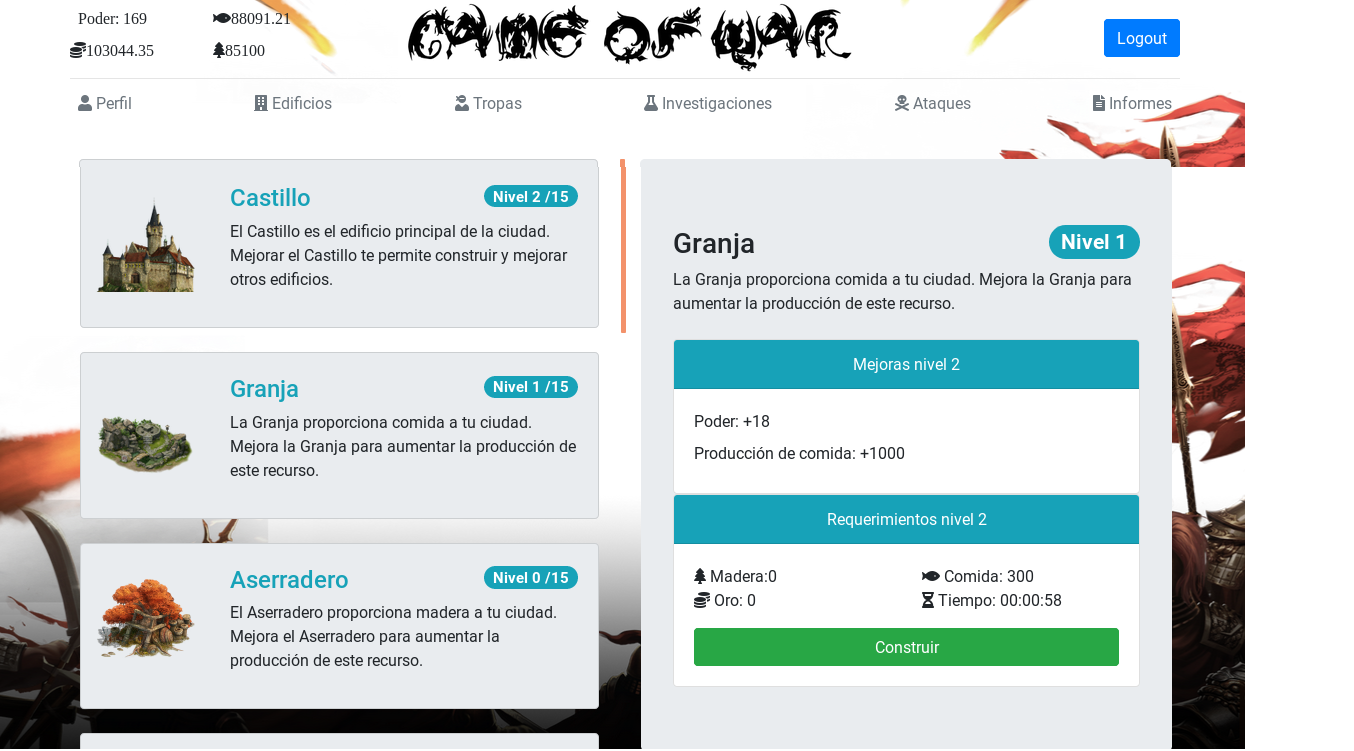 Poder: 169
88091.21
103044.35
85100
GAME OF WAR
Logout
Perfil
Edificios
Tropas
Investigaciones
Ataques
Informes
Castillo
Nivel 2 /15
El Castillo es el edificio principal de la ciudad.
Mejorar el Castillo te permite construir y mejorar
otros edificios.
Granja
Nivel 1 /15
La Granja proporciona comida a tu ciudad.
Mejora la Granja para aumentar la producción de
este recurso.
Aserradero
Nivel 0 /15
El Aserradero proporciona madera a tu ciudad.
Mejora el Aserradero para aumentar la
producción de este recurso.
Granja
Nivel 1
La Granja proporciona comida a tu ciudad. Mejora la Granja para
aumentar la producción de este recurso.
Mejoras nivel 2
Poder: +18
Producción de comida: +1000
Requerimientos nivel 2
Madera:0
Comida: 300
Oro: 0
Tiempo: 00:00:58
Construir